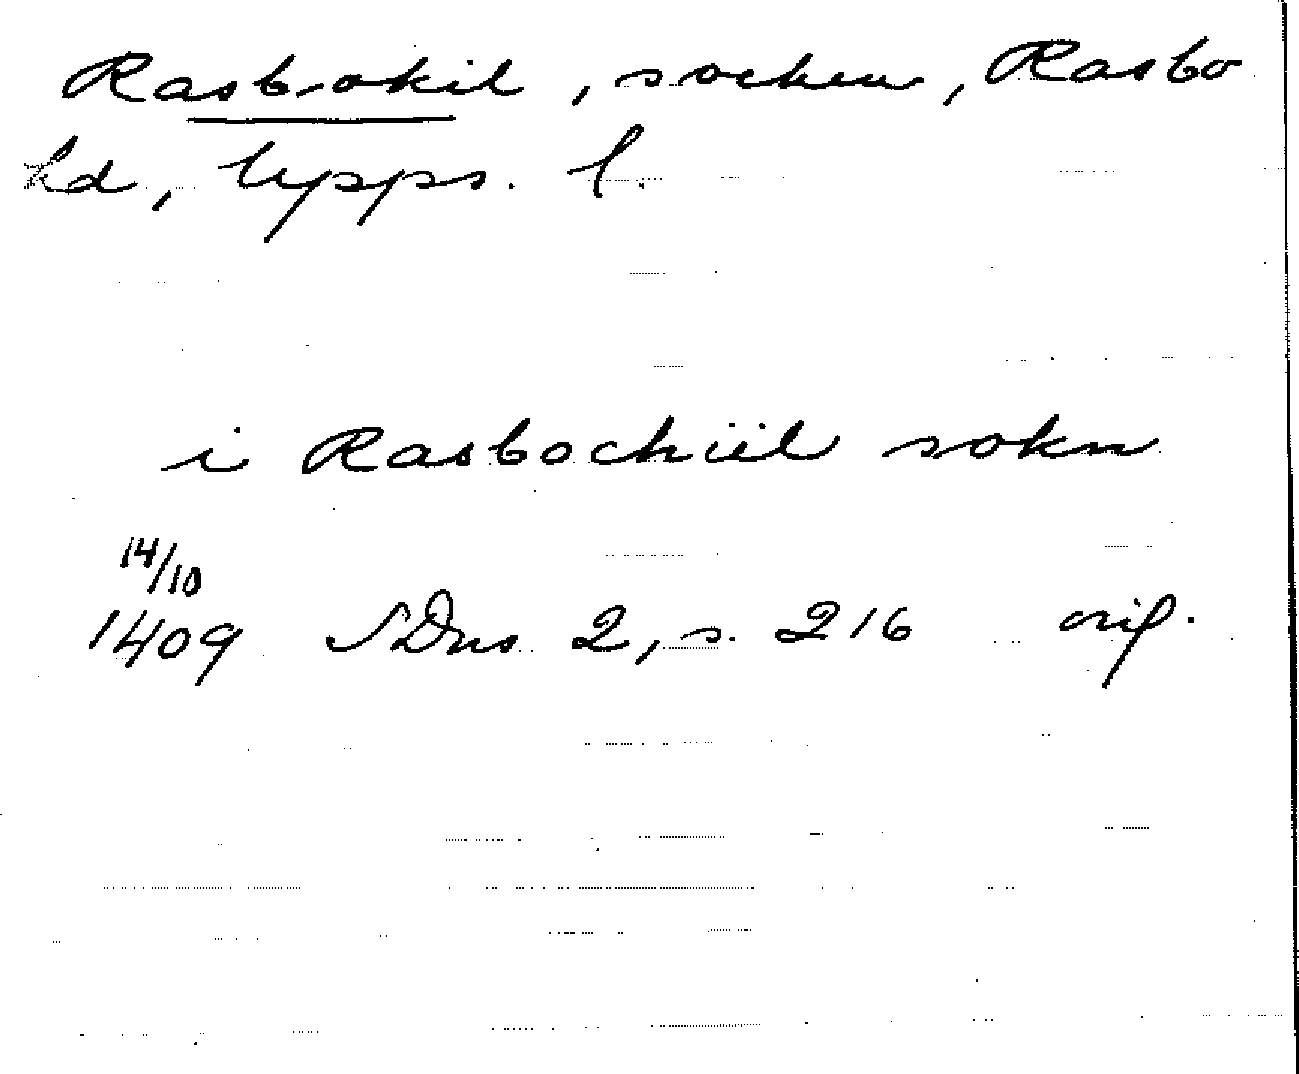 Rasbokil, socken, Rasbo
hd, Upps. l.
i Rasbochiil sokn
14/10
1409 SDns 2, s. 216 orig.